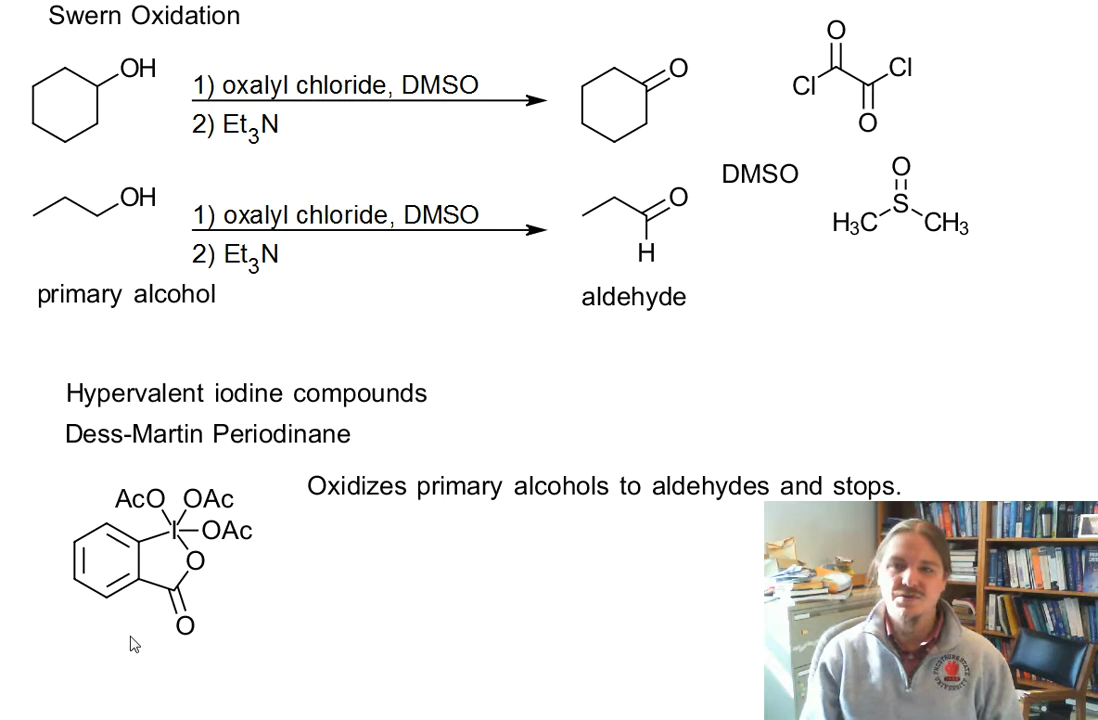 Swern Oxidation
OH
1) oxalyl chloride, DMSO
2) Et3N
O
O
Cl
Cl
O
OH
1) oxalyl chloride, DMSO
2) Et3N
O
H
DMSO
O
S
H3C
CH3
primary alcohol
aldehyde
Hypervalent iodine compounds
Dess-Martin Periodinane
AcO OAc
I OAc
O
O
Oxidizes primary alcohols to aldehydes and stops.